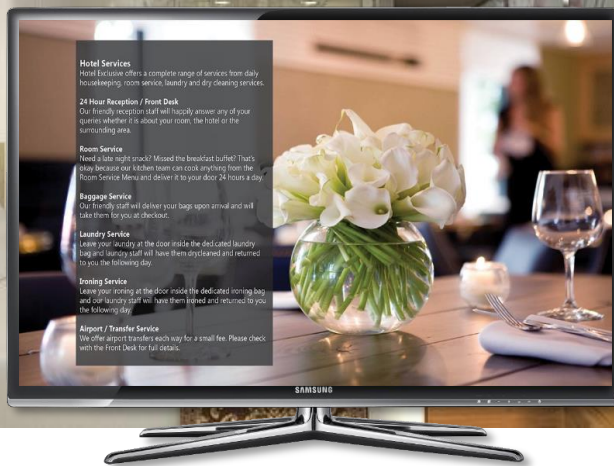 Hotel Services
Hotel Exclusive offers a complete range of services from daily
housekeeping, room service, laundry and dry cleaning services.
24 Hour Reception / Front Desk
Our friendly reception staff will happily answer any of your
queries whether it is about your room, the hotel or the
surrounding area.
Room Service
Need a late night snack? Missed the breakfast buffet? That's
okay because our kitchen team can cook anything from the
Room Service Menu and deliver it to your door 24 hours a day.
Baggage Service
Our friendly staff will deliver your bags upon arrival and will
take them for you at checkout.
Laundry Service
Leave your laundry at the door inside the dedicated laundry
bag and laundry staff will have them drycleaned and returned
to you the following day.
Ironing Service
Leave your ironing at the door inside the dedicated ironing bag
and our laundry staff will have them ironed and returned to you
the following day
Airport / Transfer Service
We offer airport transfers each way for a small fee. Please check
with the Front Desk for full details.
SAMSUNG